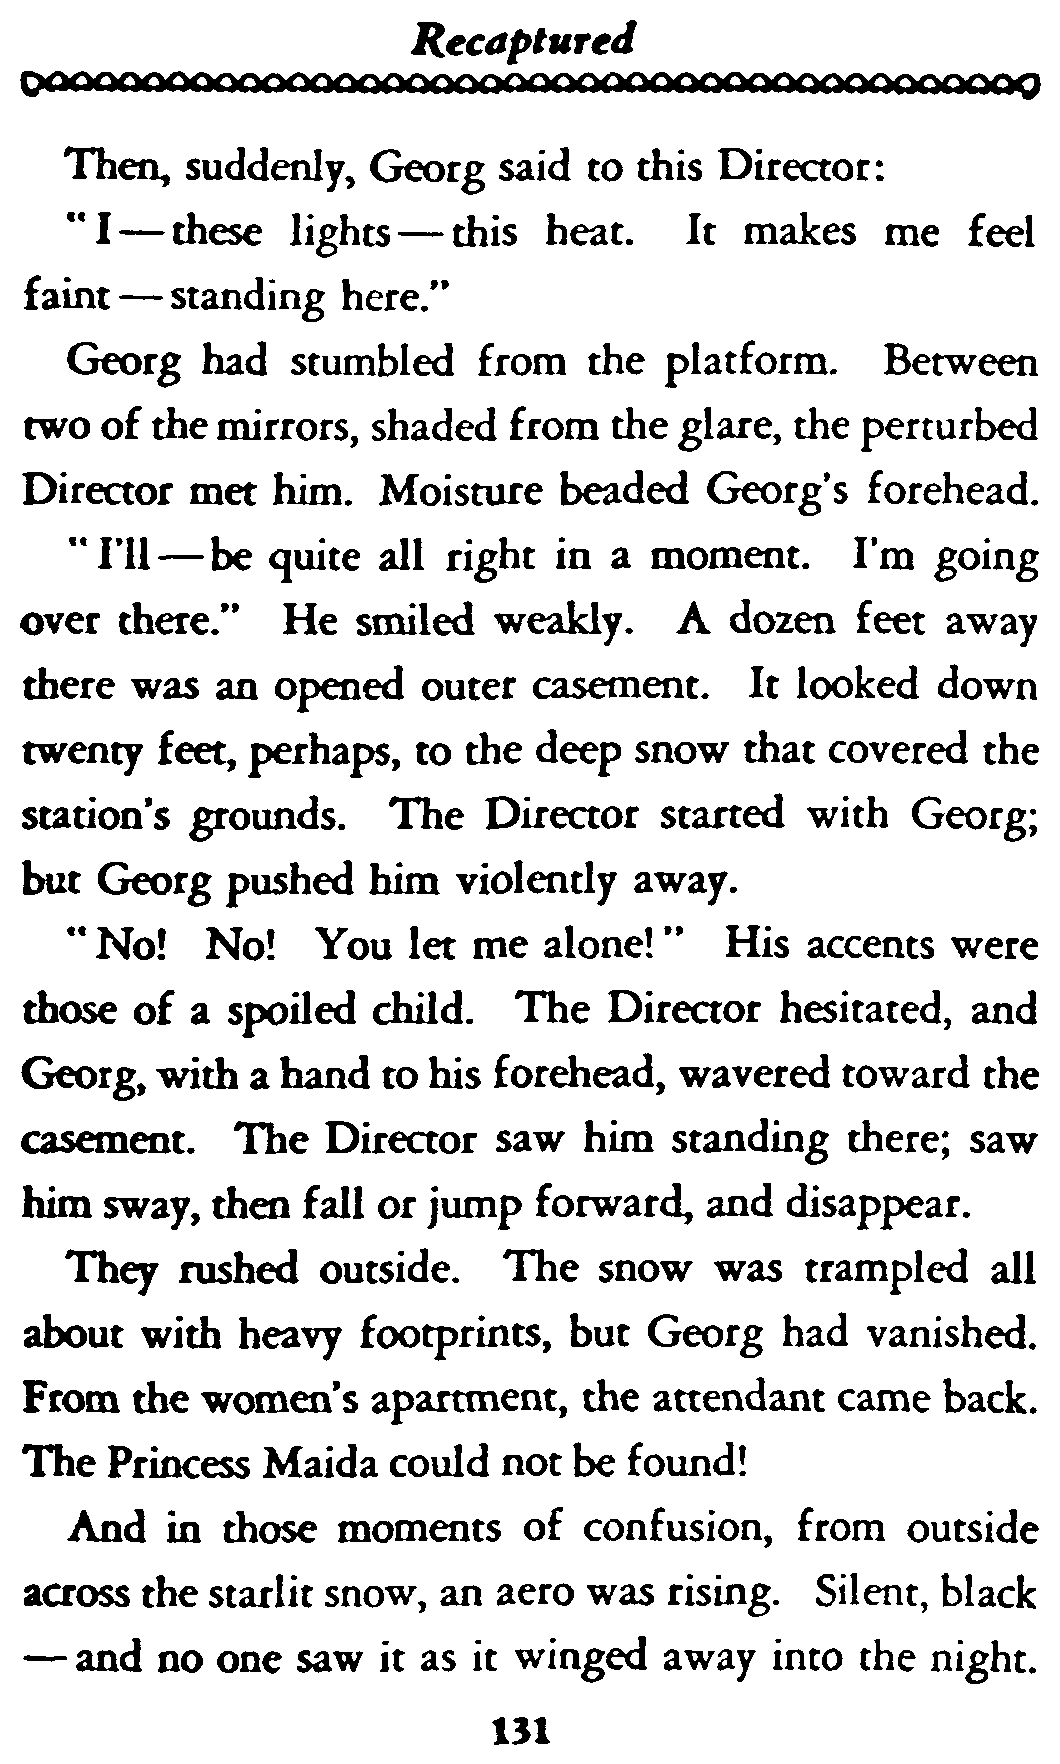 Recaptured
Then, suddenly, Georg said to this Director:
"I—these lights—this heat. It makes me feel
faint—standing here."
Georg had stumbled from the platform. Between
two of the mirrors, shaded from the glare, the perturbed
Director met him. Moisture beaded Georg's forehead.
"I'll—be quite all right in a moment. I'm going
over there." He smiled weakly. A dozen feet away
there was an opened outer casement. It looked down
twenty feet, perhaps, to the deep snow that covered the
station's grounds. The Director started with Georg;
but Georg pushed him violently away.
"No! No! You let me alone!" His accents were
those of a spoiled child. The Director hesitated, and
Georg, with a hand to his forehead, wavered toward the
casement. The Director saw him standing there; saw
him sway, then fall or jump forward, and disappear.
They rushed outside. The snow was trampled all
about with heavy footprints, but Georg had vanished.
From the women's apartment, the attendant came back.
The Princess Maida could not be found!
And in those moments of confusion, from outside
across the starlit snow, an aero was rising. Silent, black
—and no one saw it as it winged away into the night.
131